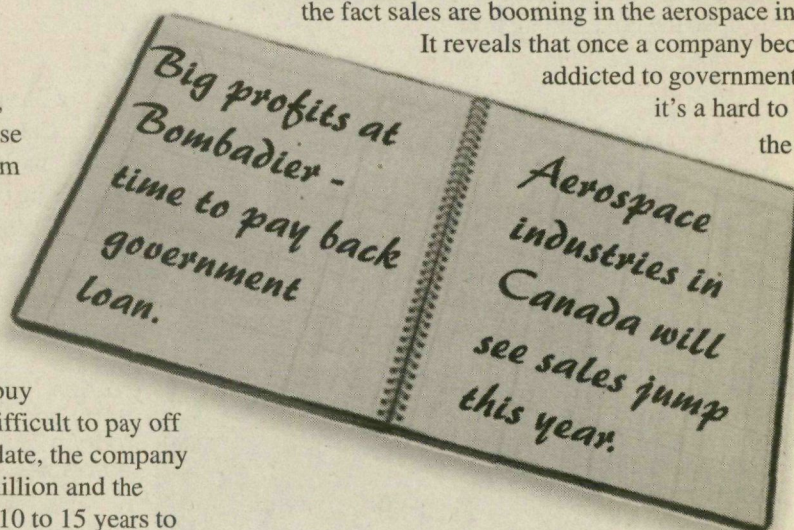 the fact sales are booming in the aerospace in
It reveals that once a company bec
addicted to government
it's a hard to
the
se
m
Big profits at
Bombadier -
time to pay back
government
loan.
Aerospace
industries in
Canada will
see sales jump
this year.
buy
ifficult to pay off
late, the company
illion and the
10 to 15 years to